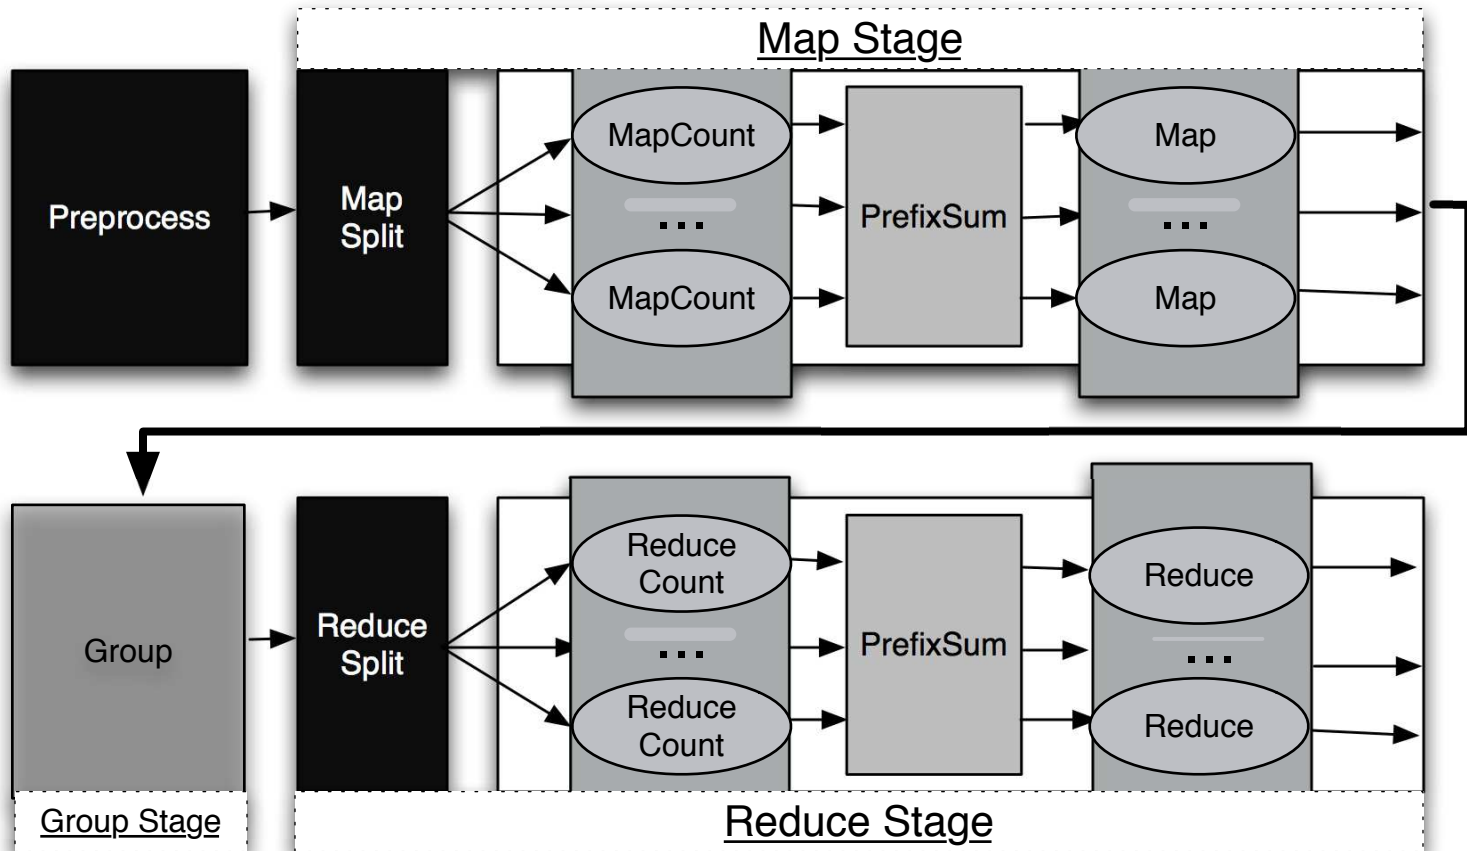 Map Stage
Preprocess
Map
Split
MapCount
...
MapCount
PrefixSum
Map
...
Map
Group
Reduce
Split
Reduce
Count
...
Reduce
Count
PrefixSum
Reduce
...
Reduce
Group Stage
Reduce Stage